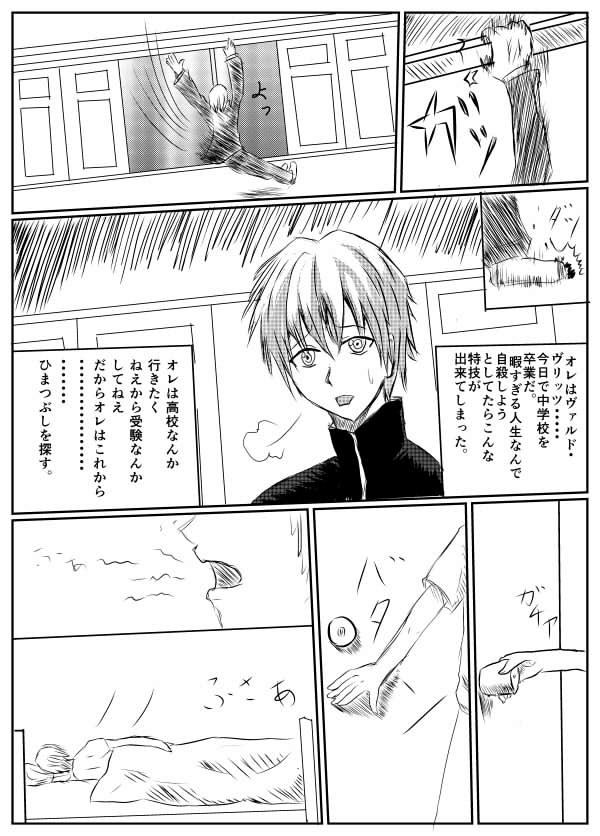 ガッ
よっ
ダッ
オレはヴァルド・
ヴリッツ・・・・・
今日で中学校を
卒業だ。
暇すぎる人生なんで
自殺しよう
としてたらこんな
特技が
出来てしまった。
オレは高校なんか
行きたく
ねえから受験なんか
してねえ
だからオレはこれから
・・・・・・・・・・・・
・・・・・・
ひまつぶしを探す。
ガチャ
バタ
ふぁ